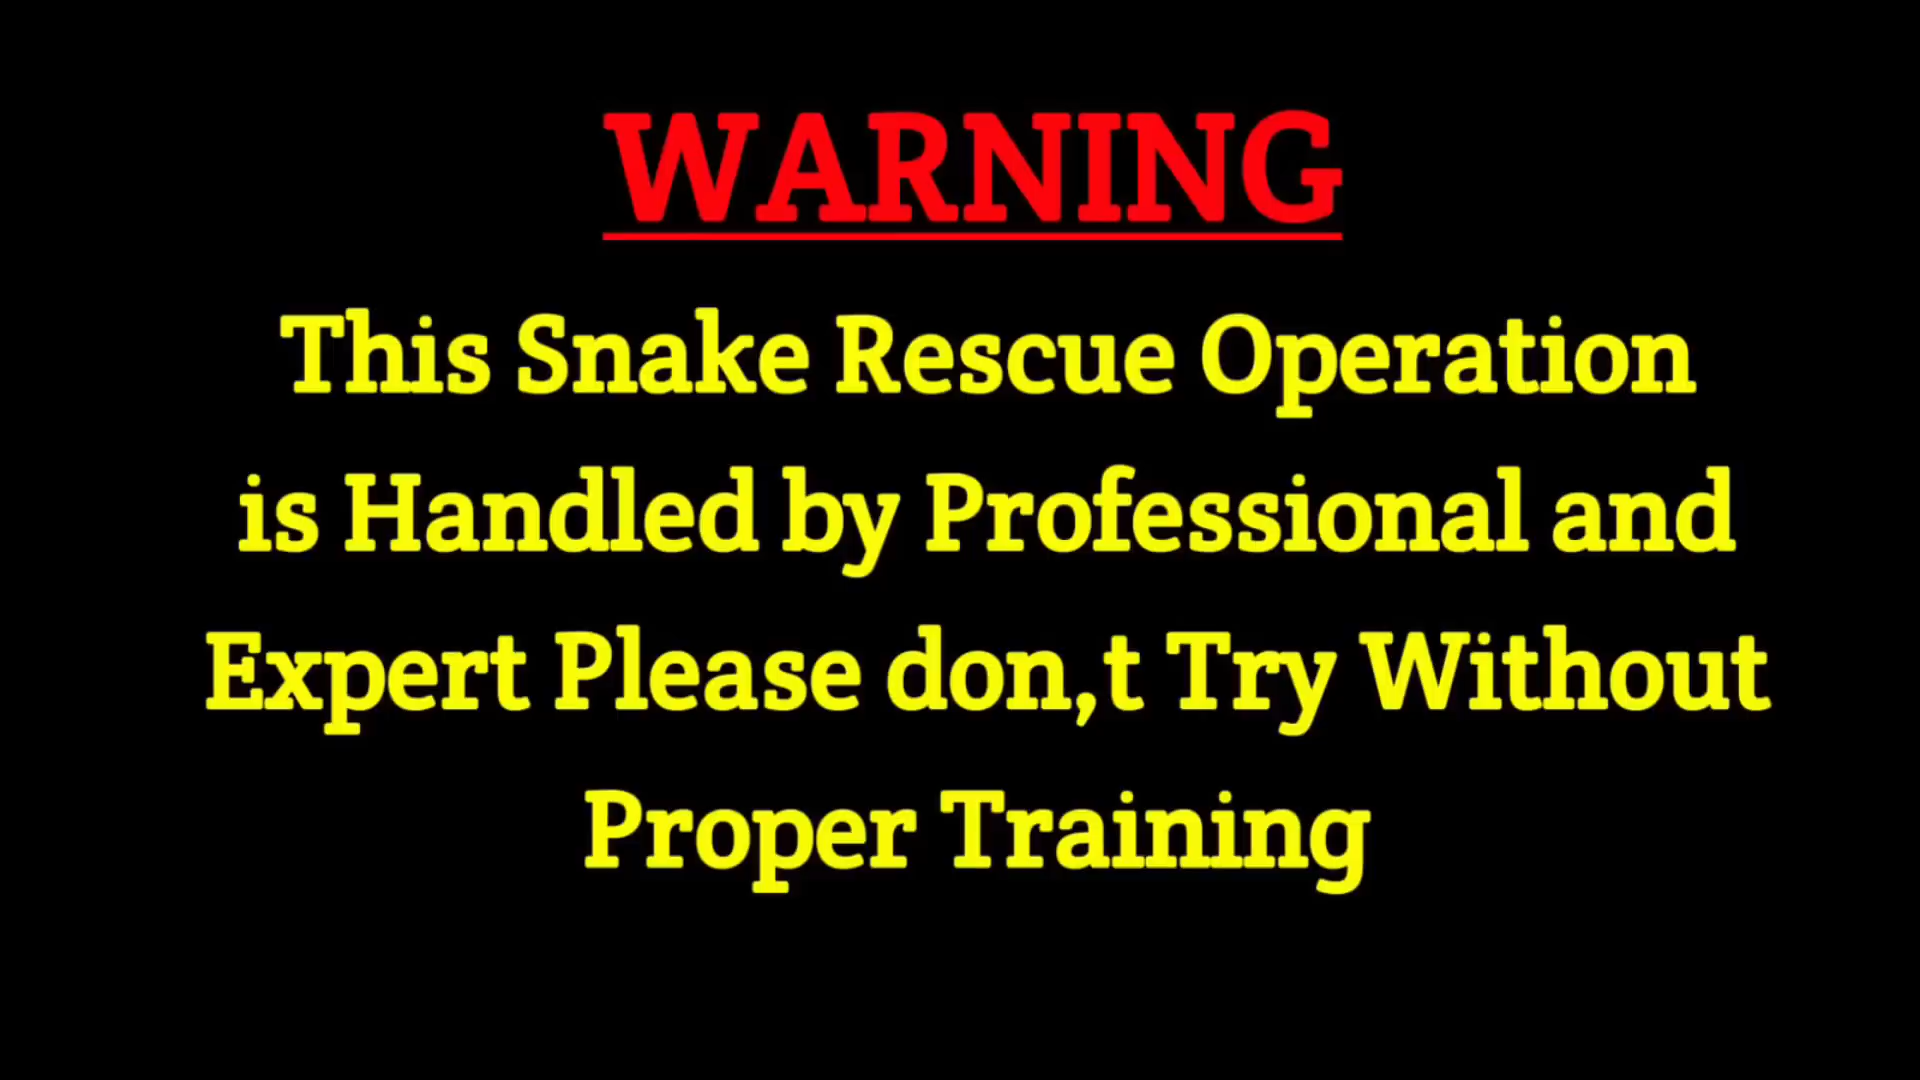 WARNING
This Snake Rescue Operation
is Handled by Professional and
Expert Please don,t Try Without
Proper Training